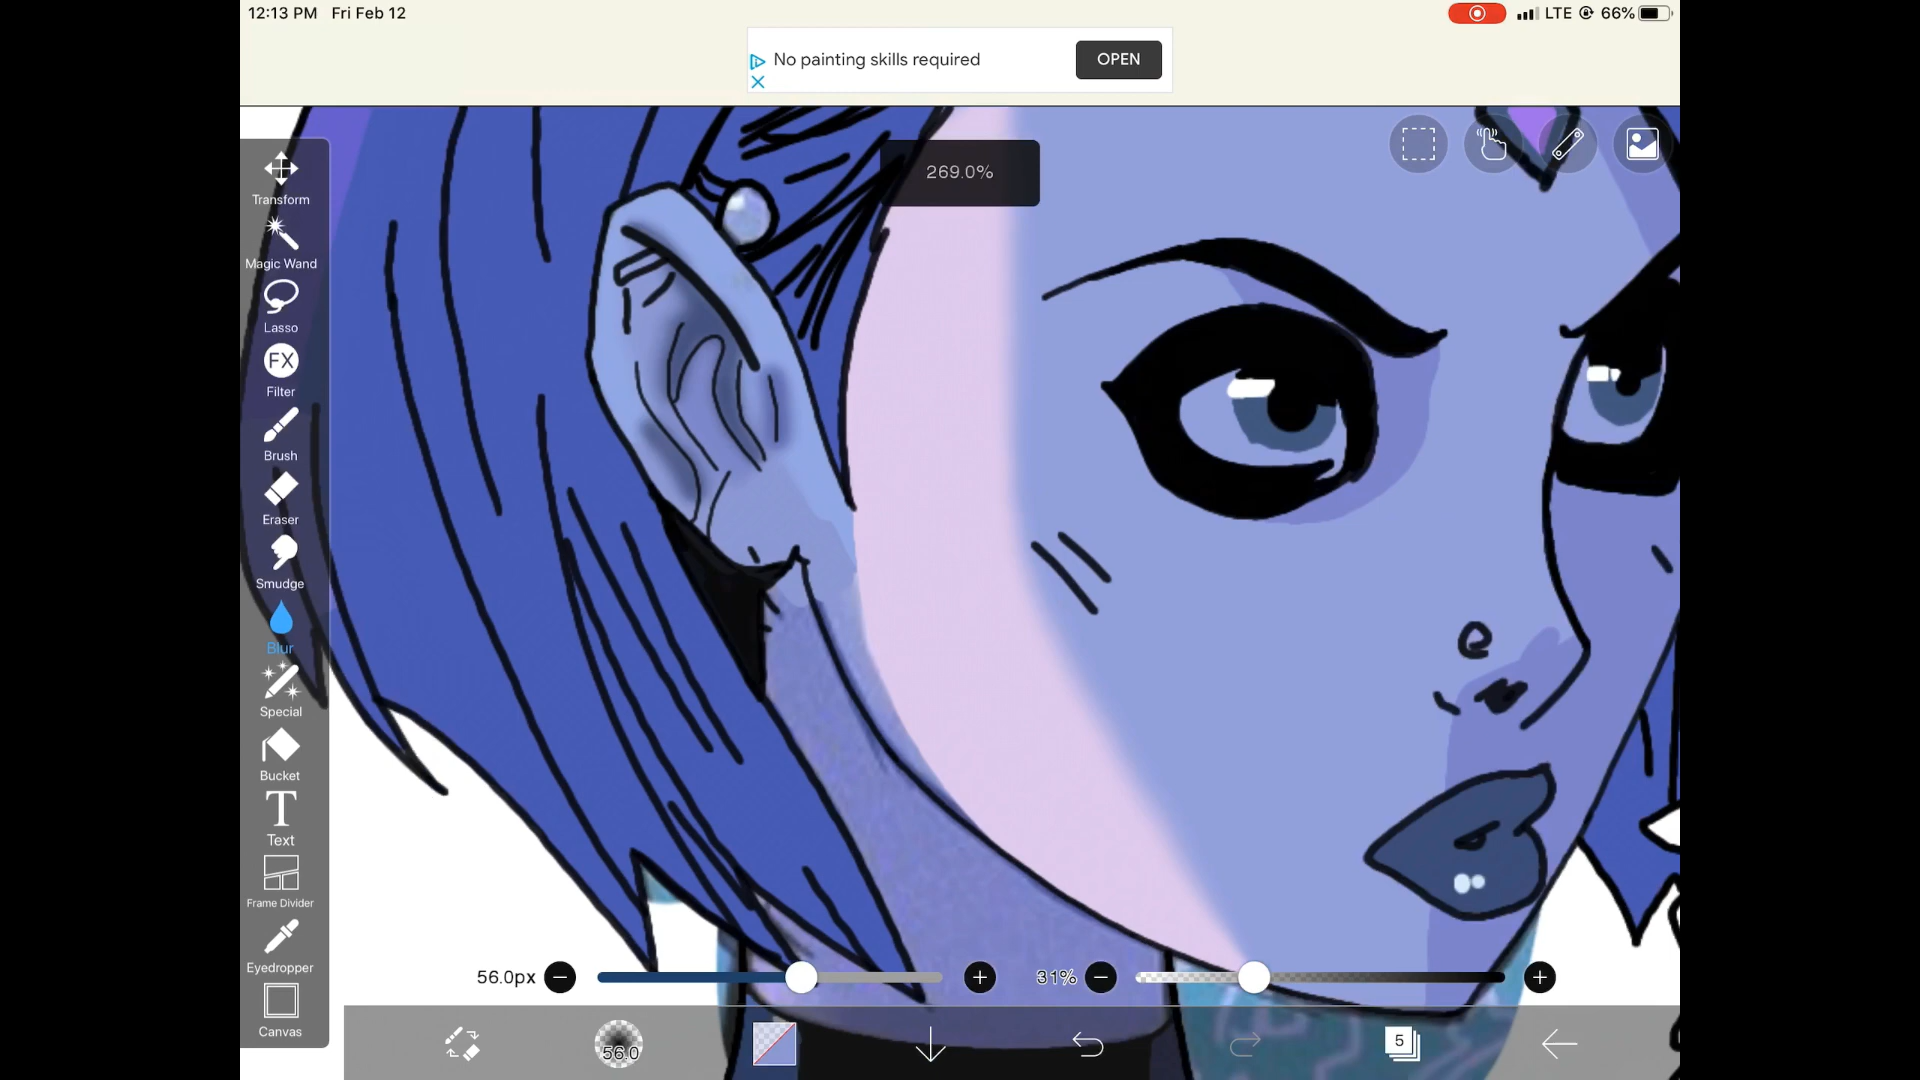 12:13 PM Fri Feb 12
LTE 66%
No painting skills required
OPEN
269.0%
Transform
Magic Wand
Lasso
FX
Filter
Brush
Eraser
Smudge
Blur
Special
Bucket
T
Text
Frame Divider
Eyedropper
Canvas
56.0px
31%
56.0
5